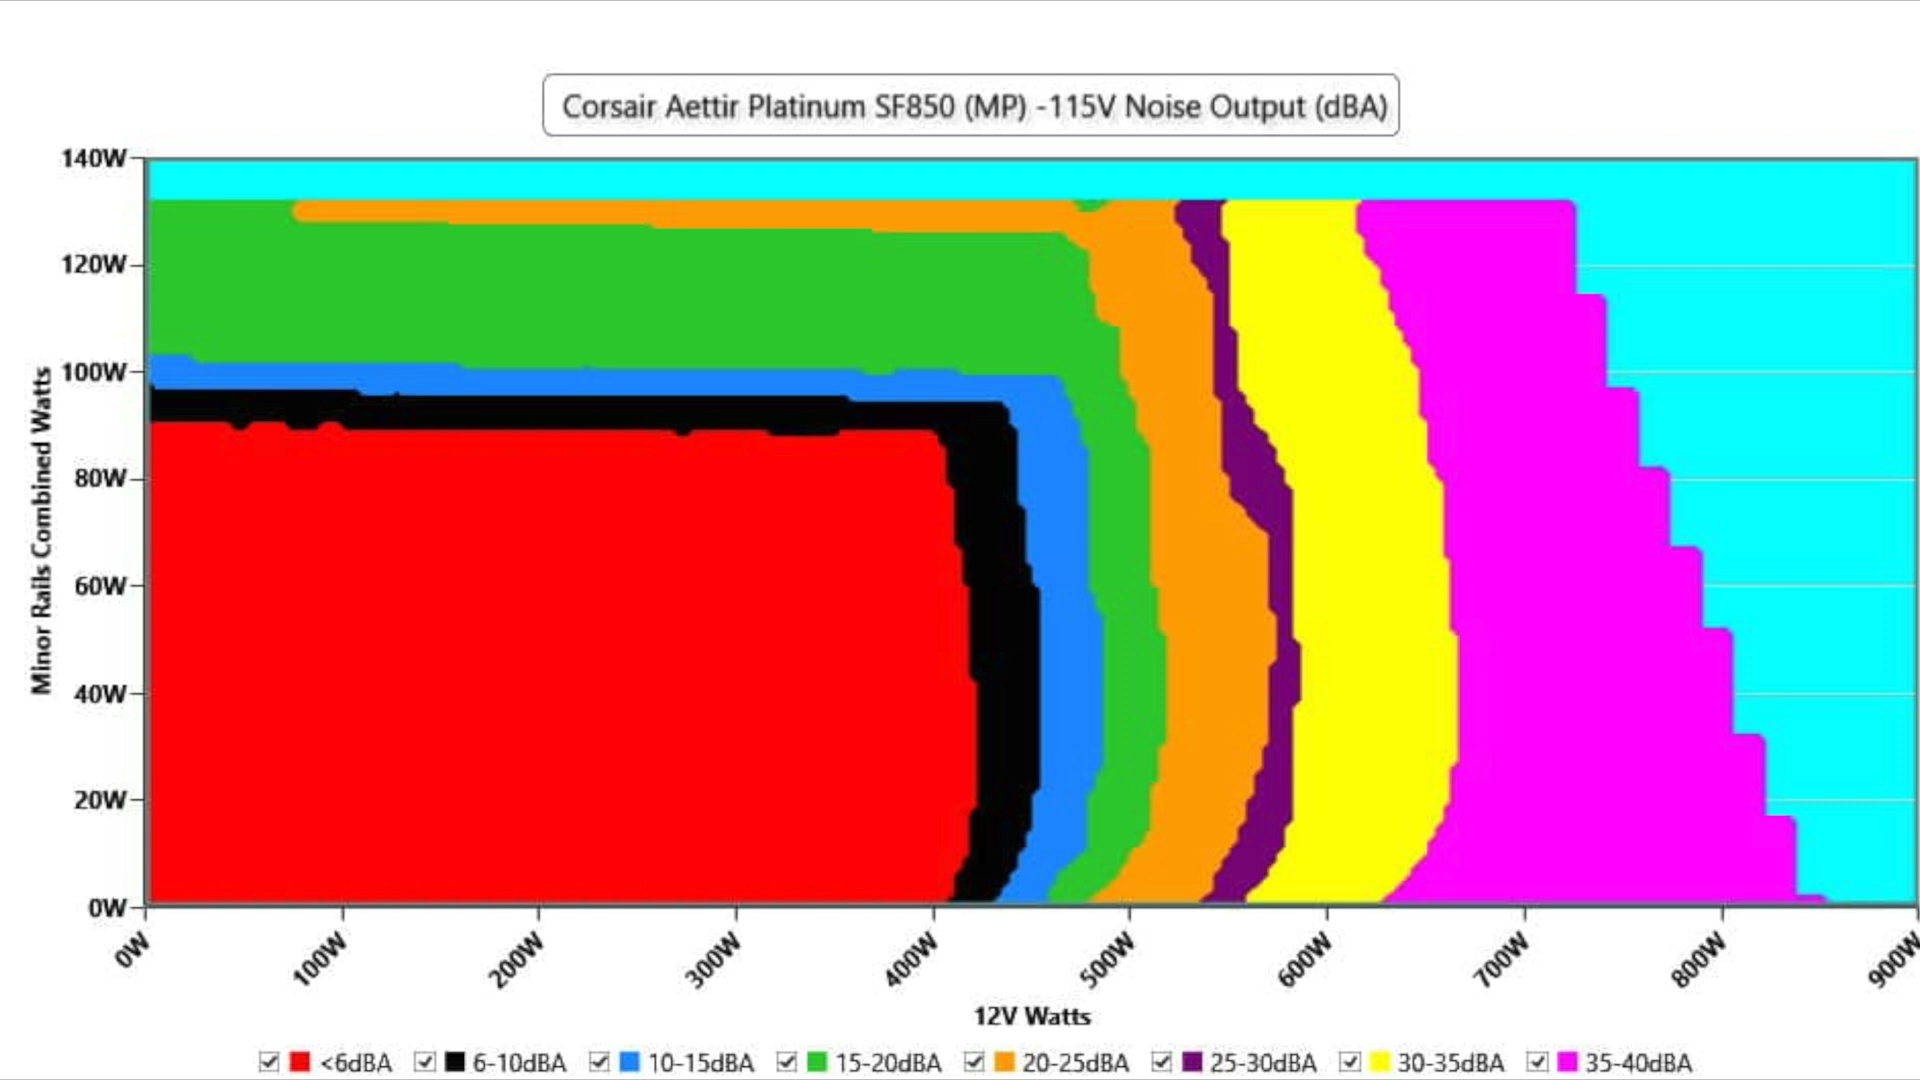 Corsair Aettir Platinum SF850 (MP) -115V Noise Output (dBA)
140W
120W
100W
80W
60W
40W
20W
0W
Minor Rails Combined Watts
0W 100W 200W 300W 400W 500W 600W 700W 800W 900W
12V Watts
<6dBA 6-10dBA 10-15dBA 15-20dBA 20-25dBA 25-30dBA 30-35dBA 35-40dBA